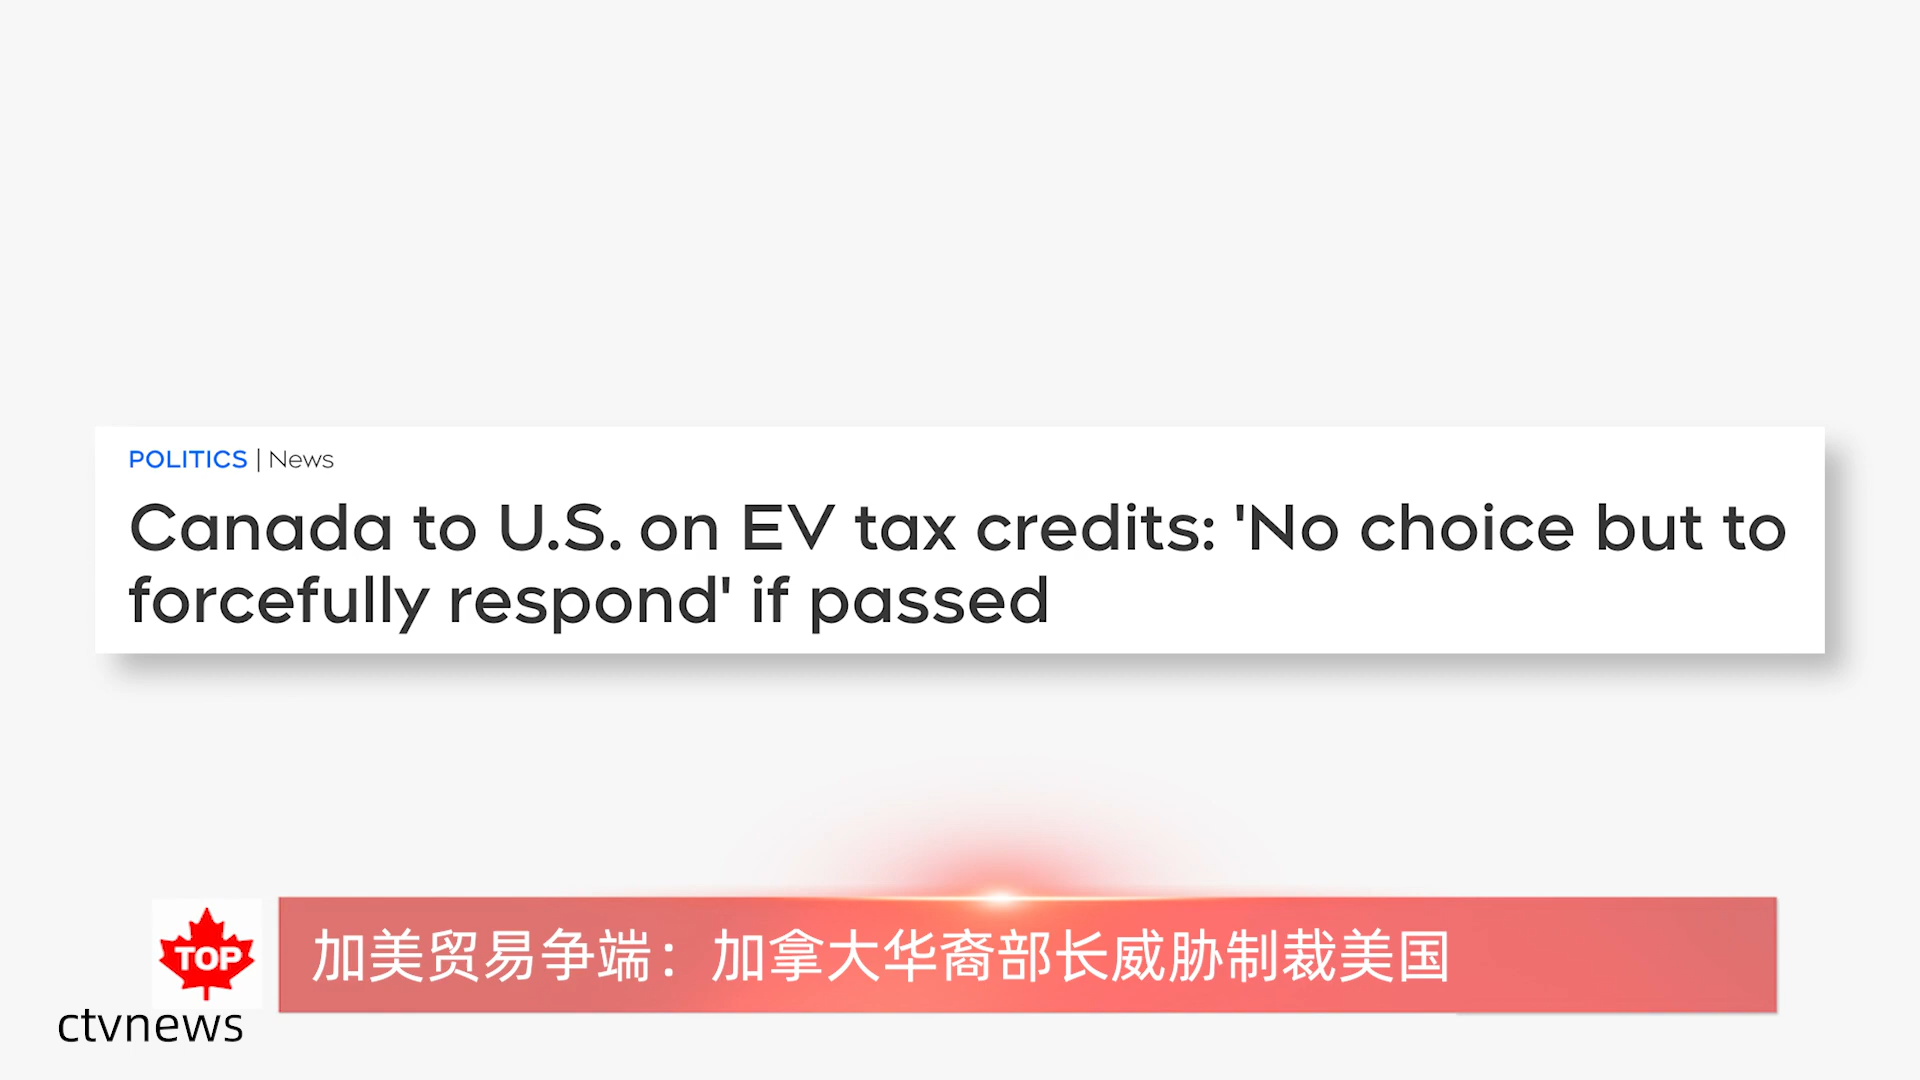 POLITICS | News
Canada to U.S. on EV tax credits: 'No choice but to
forcefully respond' if passed
TOP
加美贸易争端：加拿大华裔部长威胁制裁美国
ctvnews